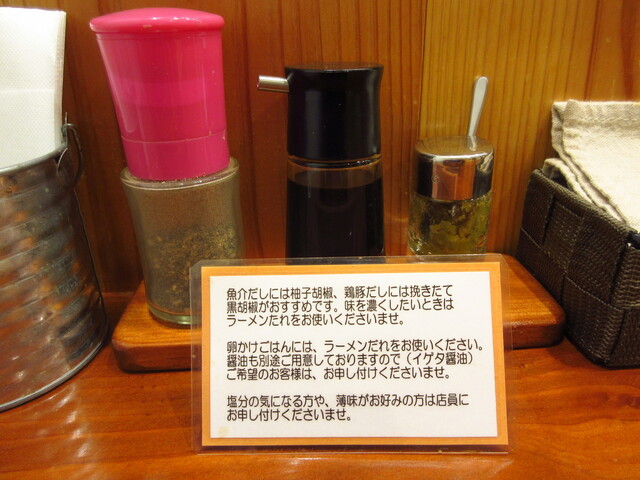 魚介だしには柚子胡椒、鶏豚だしには挽きたて
黒胡椒がおすすめです。味を濃くしたいときは
ラーメンだれをお使いくださいませ。
卵かけごはんには、ラーメンだれをお使いください。
醤油も別途ご用意しておりますので（イゲタ醤油）
ご希望のお客様は、お申し付けくださいませ。
塩分の気になる方や、薄味がお好みの方は店員に
お申し付けくださいませ。